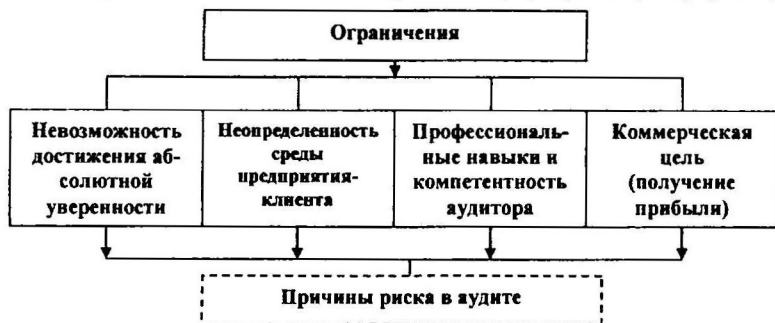 Ограничения
Невозможность
достижения аб-
солютной
уверенности
Неопределенность
среды
предприятия-
клиента
Профессиональ-
ные навыки и
компетентность
аудитора
Коммерческая
цель
(получение
прибыли)
Причины риска в аудите